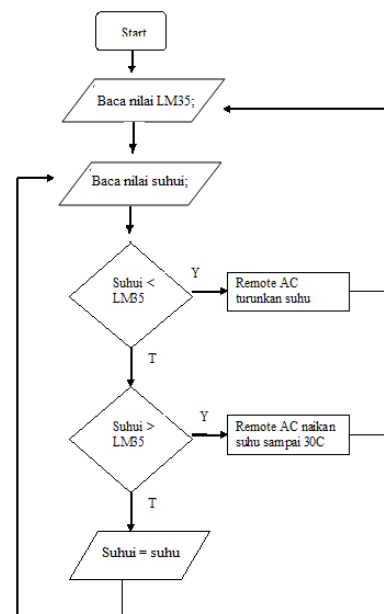 Start
Baca nilai LM35;
Baca nilai suhui;
Suhui <
LM35
Y
Remote AC
turunkan suhu
T
Suhui >
LM35
Y
Remote AC naikan
suhu sampai 30C
T
Suhui = suhu